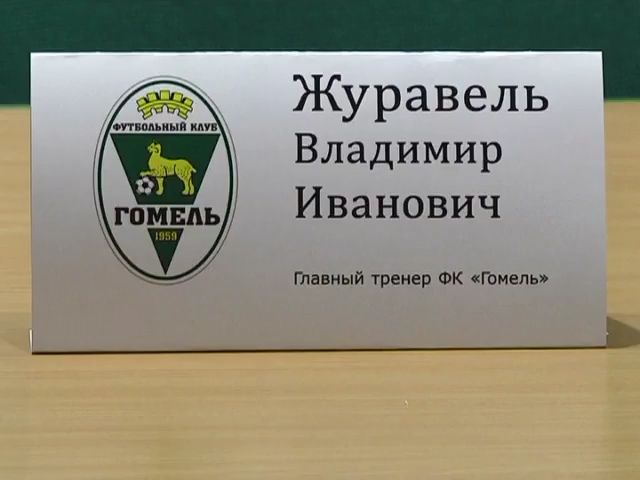 ФУТБОЛЬНЫЙ КЛУБ
ГОМЕЛЬ
1959
Журавель
Владимир
Иванович
Главный тренер ФК «Гомель»